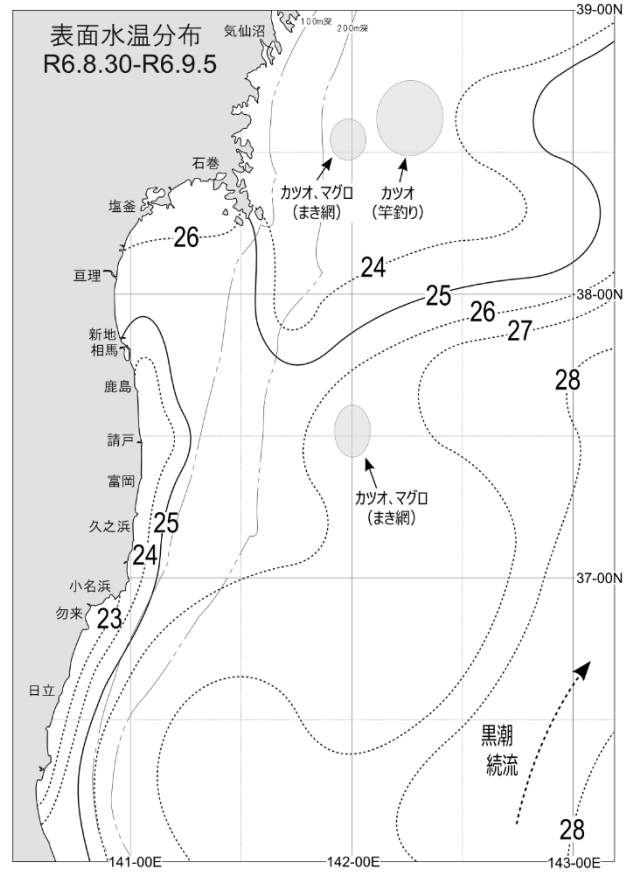 表面水温分布
R6.8.30-R6.9.5
39-00N
気仙沼
100m深
200m深
石巻
カツオ、マグロ
(まき網)
カツオ
(竿釣り)
塩釜
26
24
亘理
25
38-00N
26
27
新地
相馬
28
鹿島
請戸
カツオ、マグロ
(まき網)
富岡
久之浜
25
24
37-00N
小名浜
勿来
23
日立
黒潮
続流
28
141-00E
142-00E
143-00E